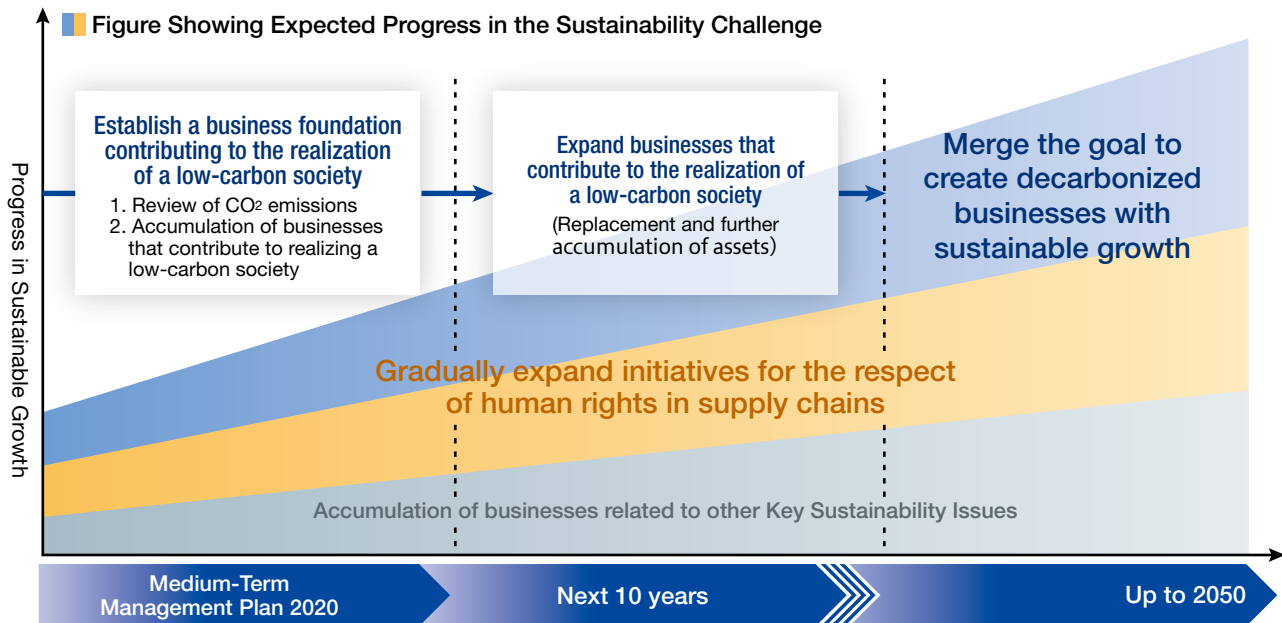 Figure Showing Expected Progress in the Sustainability Challenge
Progress in Sustainable Growth
Establish a business foundation
contributing to the realization
of a low-carbon society
1. Review of CO2 emissions
2. Accumulation of businesses
that contribute to realizing a
low-carbon society
Expand businesses that
contribute to the realization of
a low-carbon society
(Replacement and further
accumulation of assets)
Merge the goal to
create decarbonized
businesses with
sustainable growth
Gradually expand initiatives for the respect
of human rights in supply chains
Accumulation of businesses related to other Key Sustainability Issues
Medium-Term
Management Plan 2020
Next 10 years
Up to 2050